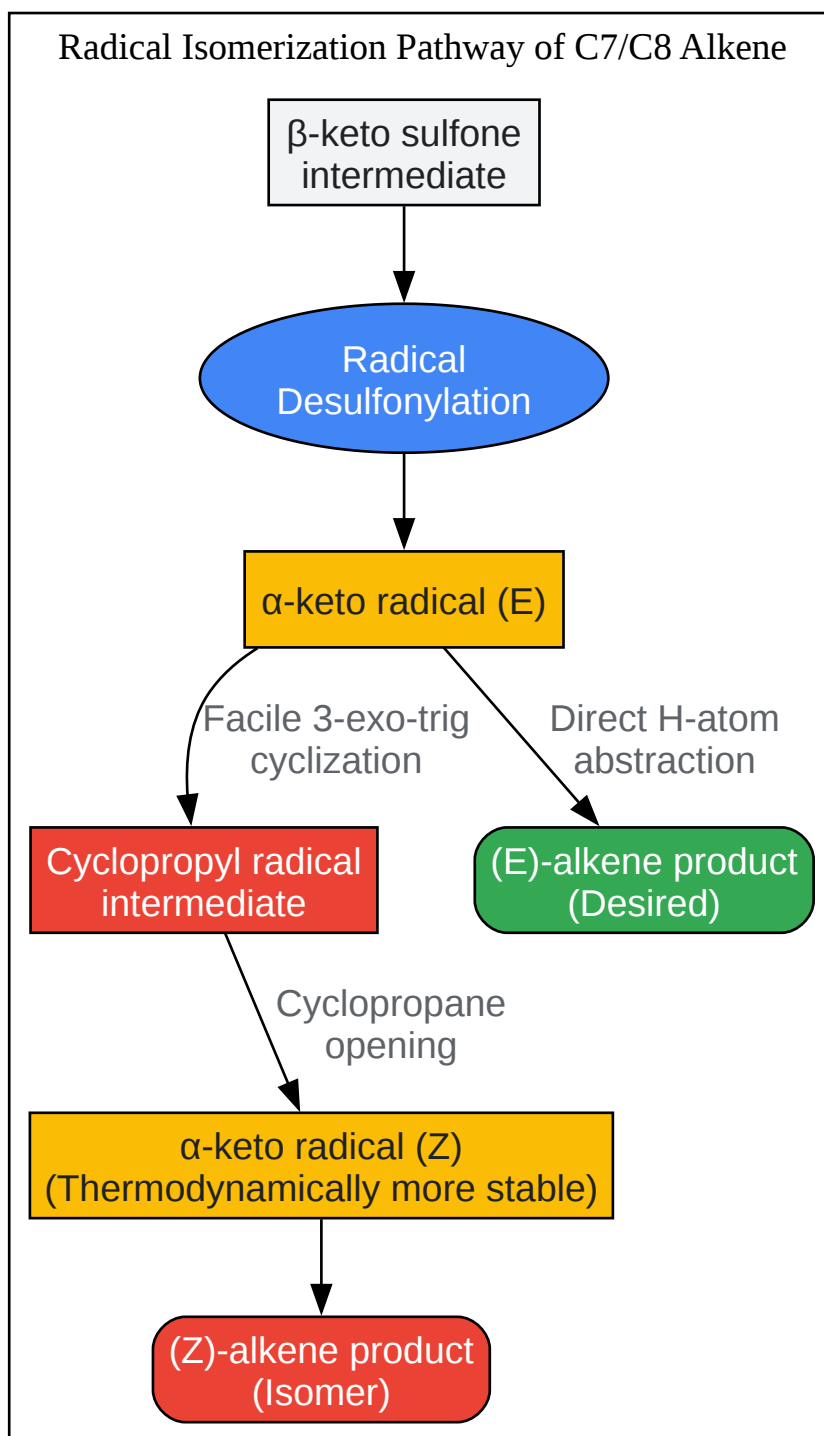 Radical Isomerization Pathway of C7/C8 Alkene
β-keto sulfone
intermediate
Radical
Desulfonylation
α-keto radical (E)
Facile 3-exo-trig
cyclization
Direct H-atom
abstraction
Cyclopropyl radical
intermediate
(E)-alkene product
(Desired)
Cyclopropane
opening
α-keto radical (Z)
(Thermodynamically more stable)
(Z)-alkene product
(Isomer)